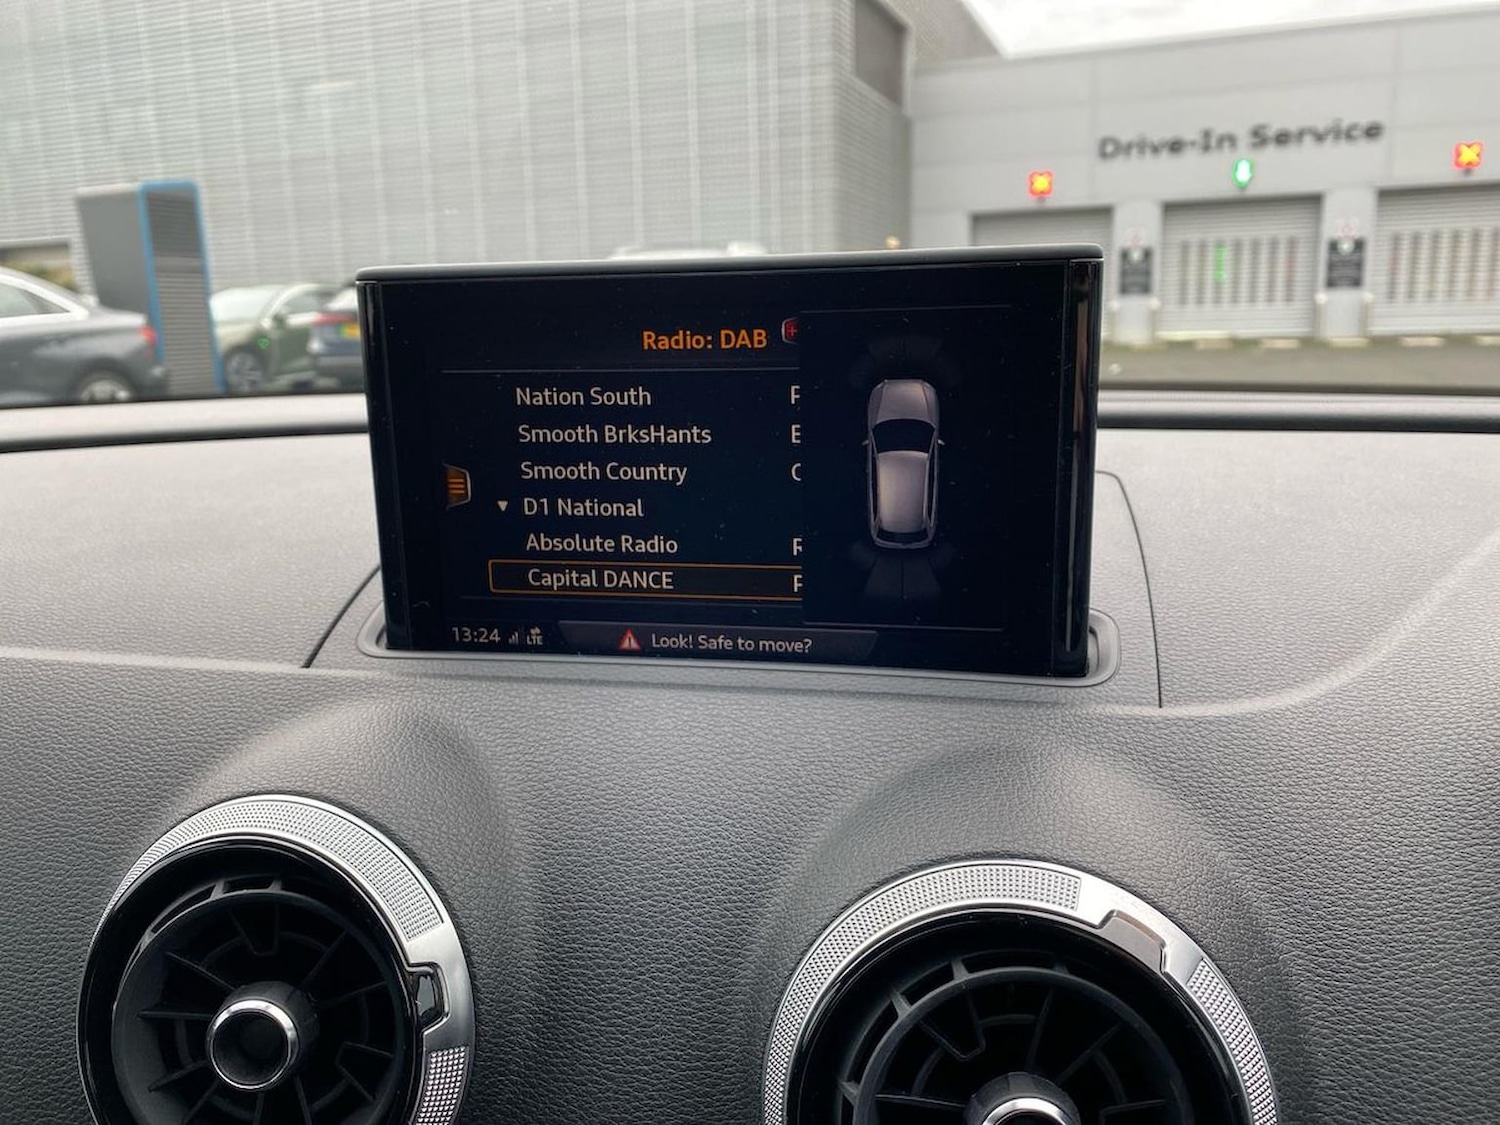 Drive-In Service
Radio: DAB
Nation South P
Smooth BrksHants E
Smooth Country C
D1 National
Absolute Radio R
Capital DANCE P
13:24 LTE Look! Safe to move?